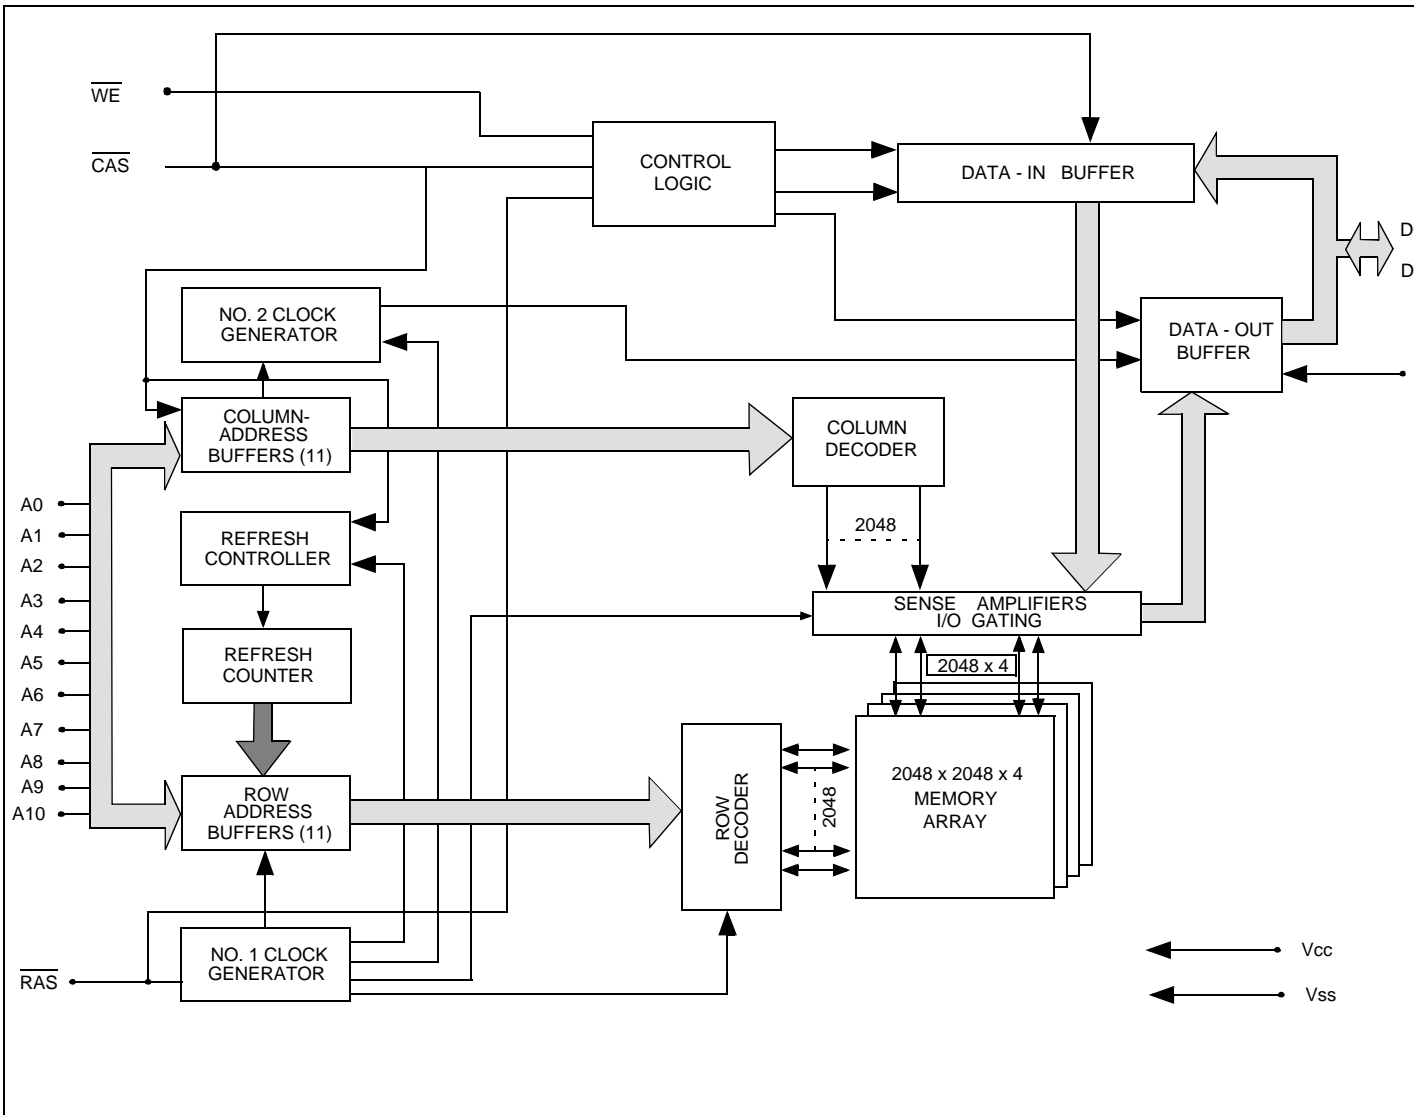 WE
CAS
CONTROL
LOGIC
DATA - IN BUFFER
D
D
NO. 2 CLOCK
GENERATOR
DATA - OUT
BUFFER
COLUMN-
ADDRESS
BUFFERS (11)
COLUMN
DECODER
A0
A1
A2
A3
A4
A5
A6
A7
A8
A9
A10
REFRESH
CONTROLLER
2048
SENSE AMPLIFIERS
I/O GATING
REFRESH
COUNTER
2048 x 4
ROW
ADDRESS
BUFFERS (11)
ROW
DECODER
2048
2048 x 2048 x 4
MEMORY
ARRAY
RAS
NO. 1 CLOCK
GENERATOR
Vcc
Vss